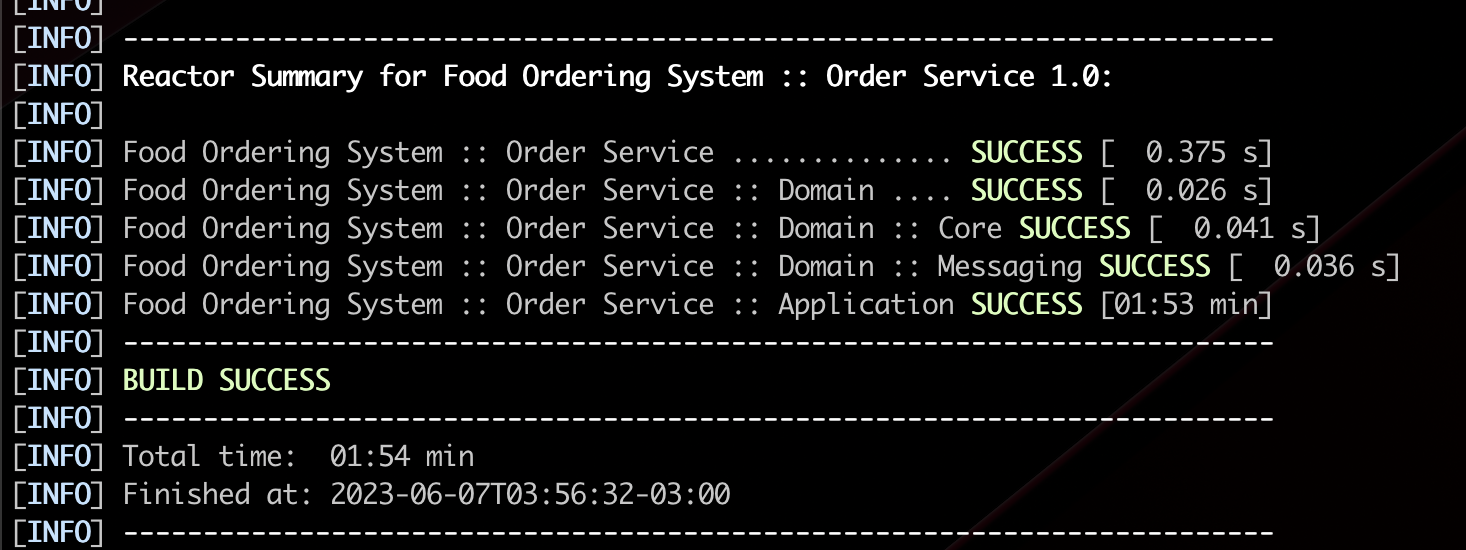 [INFO]
[INFO] ------------------------------------------------------------------------
[INFO] Reactor Summary for Food Ordering System :: Order Service 1.0:
[INFO]
[INFO] Food Ordering System :: Order Service .............. SUCCESS [  0.375 s]
[INFO] Food Ordering System :: Order Service :: Domain .... SUCCESS [  0.026 s]
[INFO] Food Ordering System :: Order Service :: Domain :: Core SUCCESS [  0.041 s]
[INFO] Food Ordering System :: Order Service :: Domain :: Messaging SUCCESS [  0.036 s]
[INFO] Food Ordering System :: Order Service :: Application SUCCESS [01:53 min]
[INFO] ------------------------------------------------------------------------
[INFO] BUILD SUCCESS
[INFO] ------------------------------------------------------------------------
[INFO] Total time:  01:54 min
[INFO] Finished at: 2023-06-07T03:56:32-03:00
[INFO] ------------------------------------------------------------------------